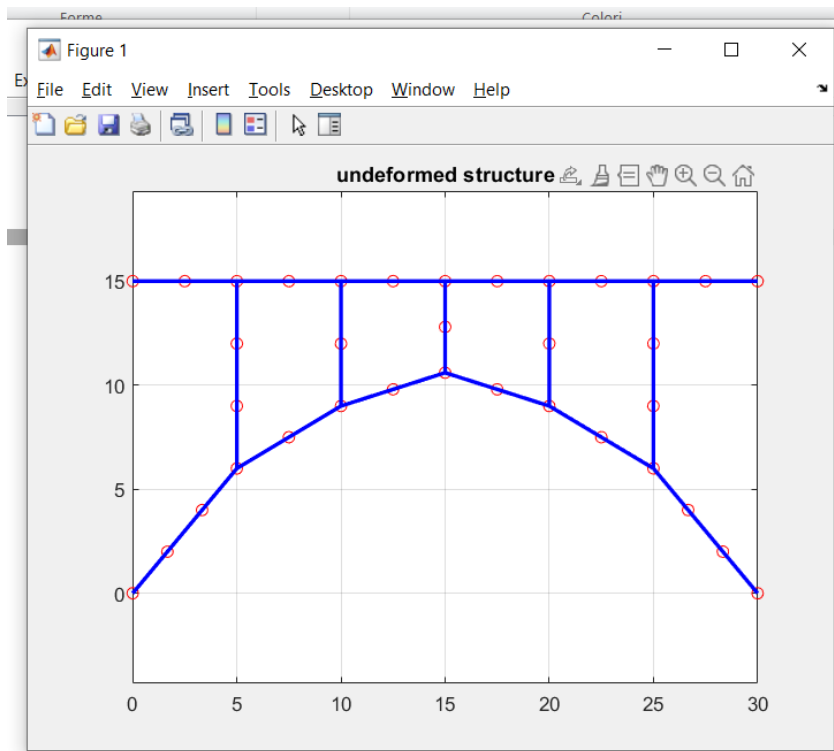 Forme Colori
Figure 1
Ex
File Edit View Insert Tools Desktop Window Help
undeformed structure
15
10
5
0
0 5 10 15 20 25 30